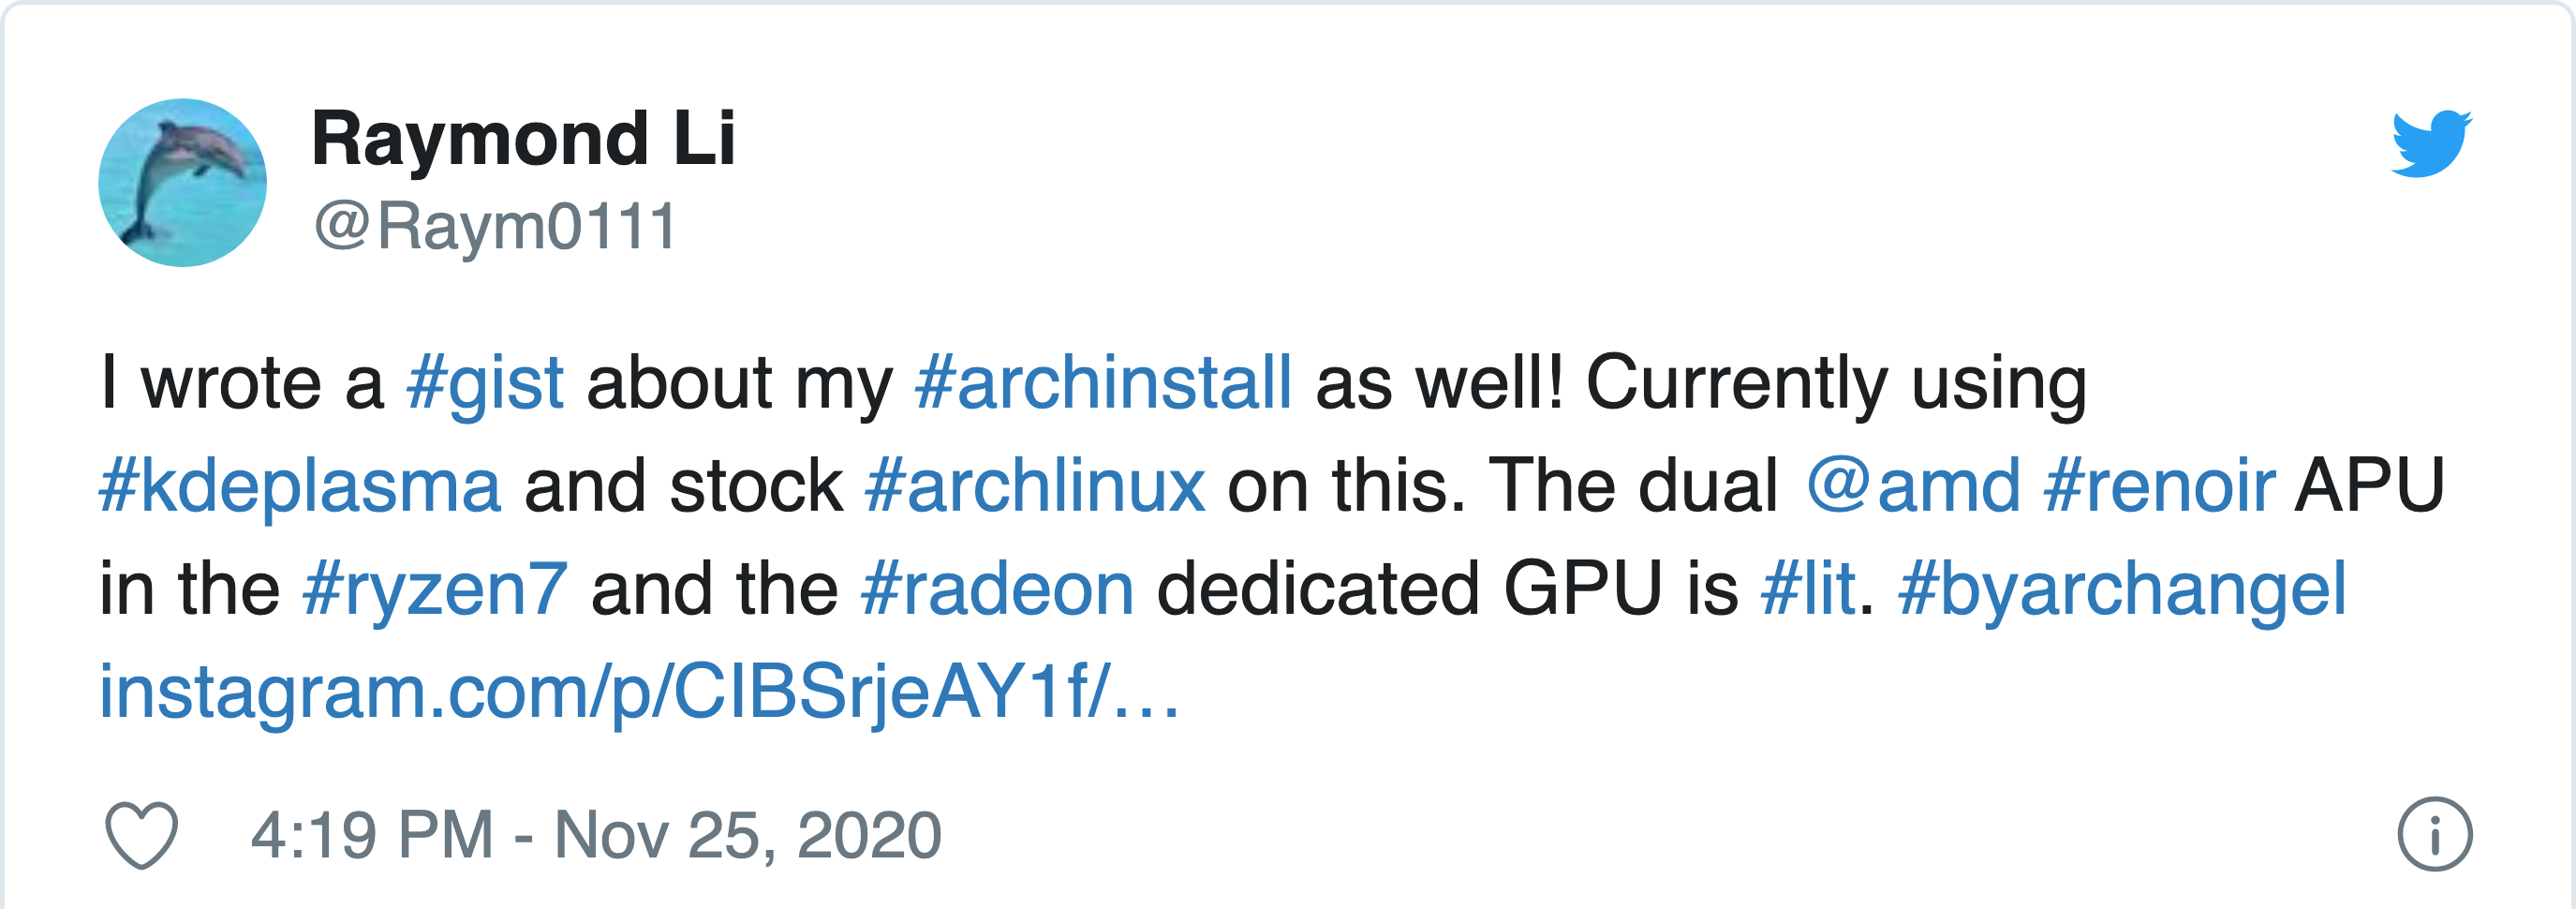 Raymond Li
@Raym0111
I wrote a #gist about my #archinstall as well! Currently using
#kdeplasma and stock #archlinux on this. The dual @amd #renoir APU
in the #ryzen7 and the #radeon dedicated GPU is #lit. #byarchangel
instagram.com/p/CIBSrjeAY1f/…
4:19 PM - Nov 25, 2020